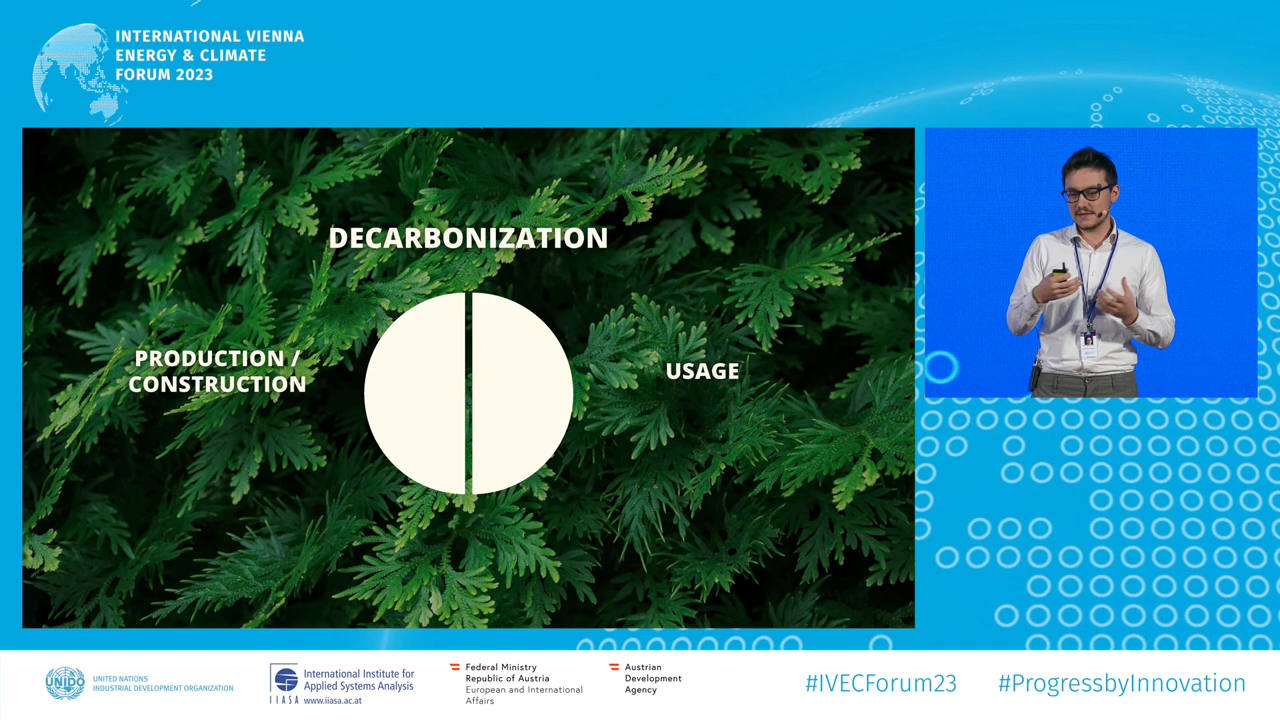 INTERNATIONAL VIENNA
ENERGY & CLIMATE
FORUM 2023
DECARBONIZATION
PRODUCTION /
CONSTRUCTION
USAGE
UNIDO
UNITED NATIONS
INDUSTRIAL DEVELOPMENT ORGANIZATION
IIASA
International Institute for
Applied Systems Analysis
www.iiasa.ac.at
Federal Ministry
Republic of Austria
European and International
Affairs
Austrian
Development
Agency
#IVECForum23
#ProgressbyInnovation